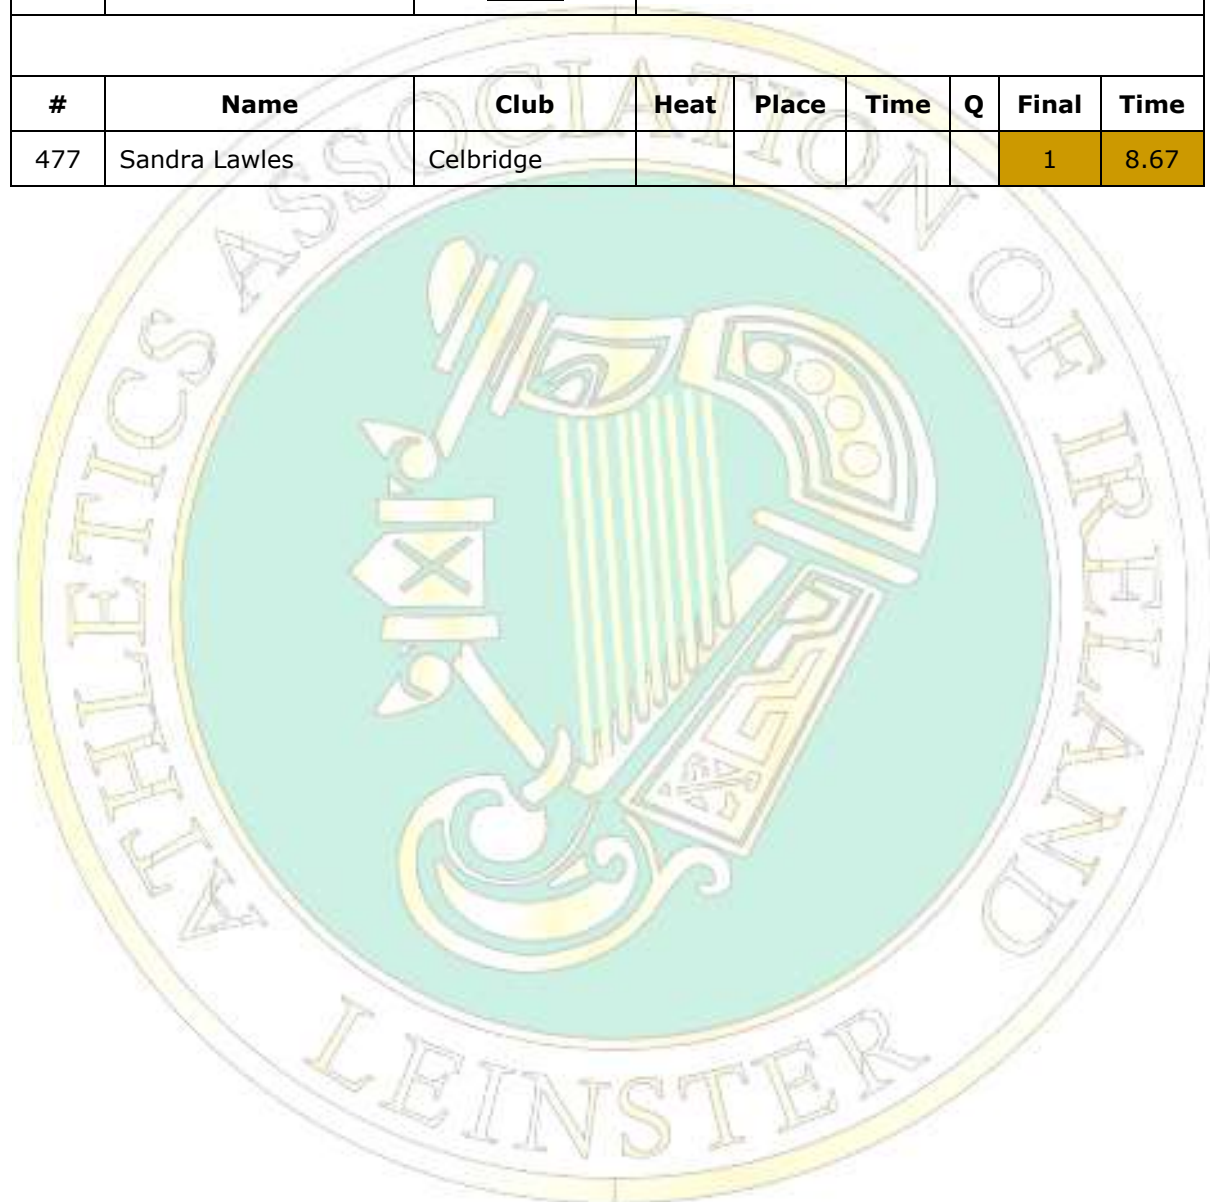 # Name Club Heat Place Time Q Final Time
477 Sandra Lawles Celbridge 1 8.67
ATHLETICS ASSOCIATION OF IRELAND
LEINSTER